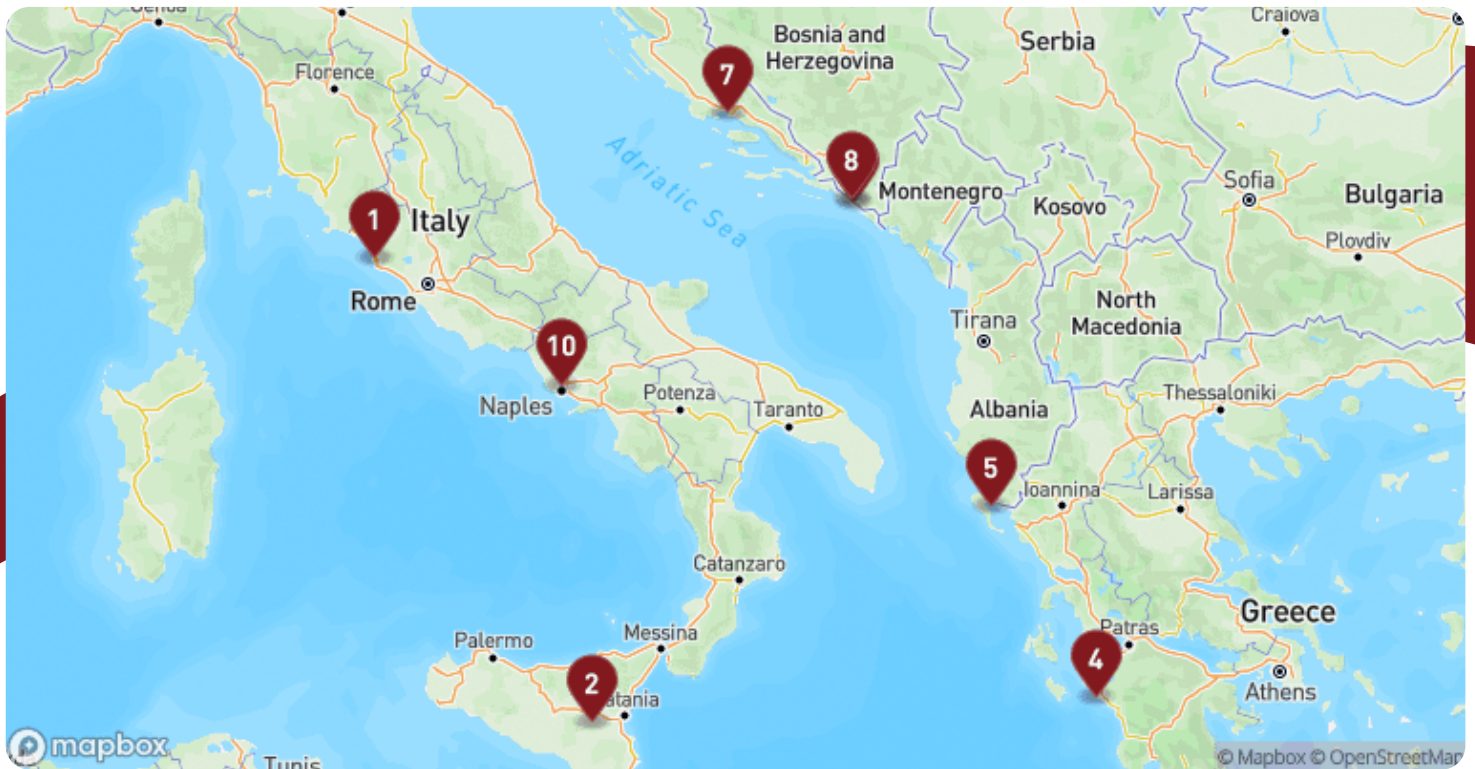 Genoa
Bosnia and
Herzegovina
Serbia
Craiova
Florence
7
8
Montenegro
Kosovo
Sofia
Bulgaria
Plovdiv
Adriatic Sea
1
Italy
Rome
North
Macedonia
Tirana
10
Naples
Potenza
Taranto
Albania
Thessaloniki
5
Ioannina
Larissa
Catanzaro
Greece
Palermo
Messina
Patras
4
Athens
2
atania
Tunis
mapbox
© Mapbox © OpenStreetMap